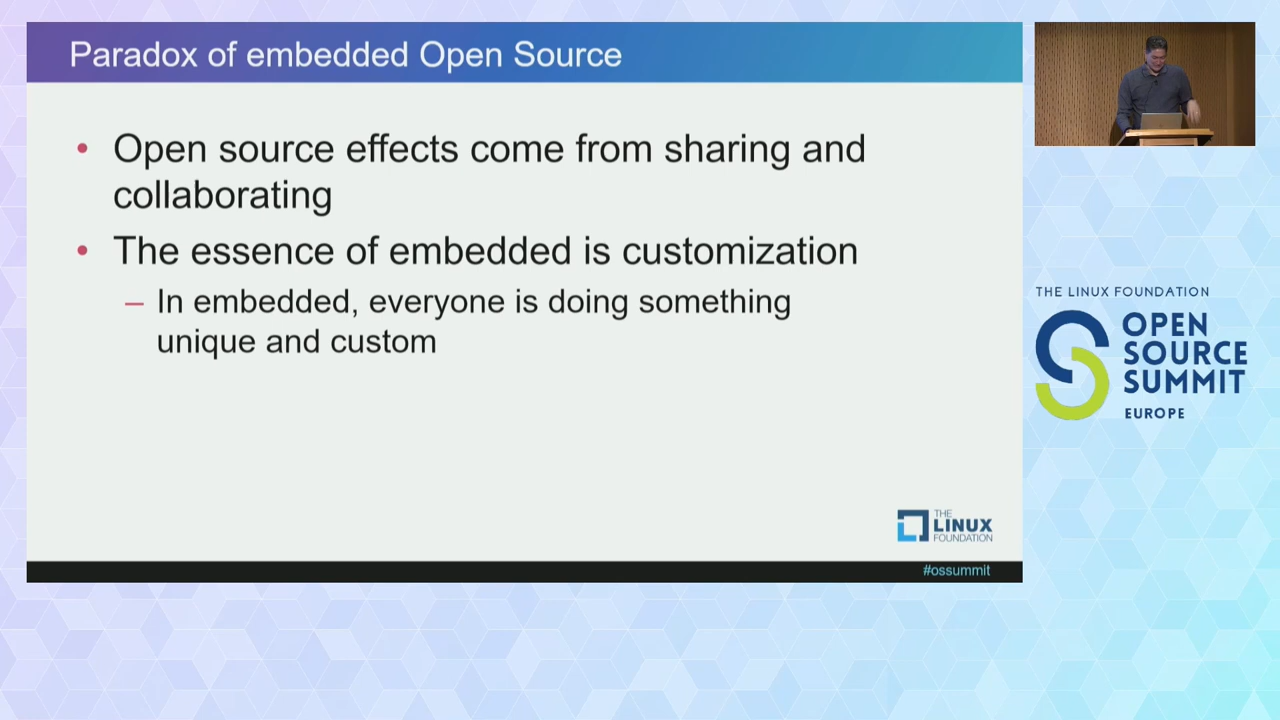 Paradox of embedded Open Source
• Open source effects come from sharing and
collaborating
• The essence of embedded is customization
– In embedded, everyone is doing something
unique and custom
THE
LINUX
FOUNDATION
#ossummit
THE LINUX FOUNDATION
OPEN
SOURCE
SUMMIT
EUROPE